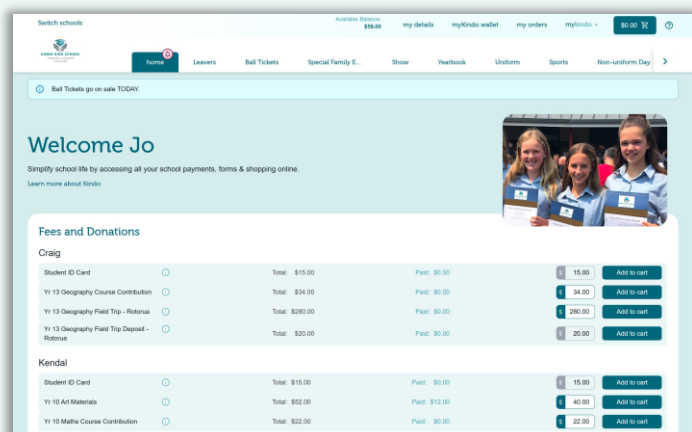 Switch schools
Available Balance:
$50.00
my details
myKindo wallet
my orders
mykindo
$0.00
KINDO HIGH SCHOOL
home
Leavers
Ball Tickets
Special Family E...
Show
Yearbook
Uniform
Sports
Non-uniform Day
Ball Tickets go on sale TODAY.
Welcome Jo
Simplify school life by accessing all your school payments, forms & shopping online.
Learn more about Kindo
Fees and Donations
Craig
Student ID Card Total: $15.00 Paid: $0.00 $ 15.00 Add to cart
Yr 13 Geography Course Contribution Total: $34.00 Paid: $0.00 $ 34.00 Add to cart
Yr 13 Geography Field Trip - Rotorua Total: $280.00 Paid: $0.00 $ 280.00 Add to cart
Yr 13 Geography Field Trip Deposit - Rotorua Total: $20.00 Paid: $0.00 $ 20.00 Add to cart
Kendal
Student ID Card Total: $15.00 Paid: $0.00 $ 15.00 Add to cart
Yr 10 Art Materials Total: $52.00 Paid: $12.00 $ 40.00 Add to cart
Yr 10 Maths Course Contribution Total: $22.00 Paid: $0.00 $ 22.00 Add to cart